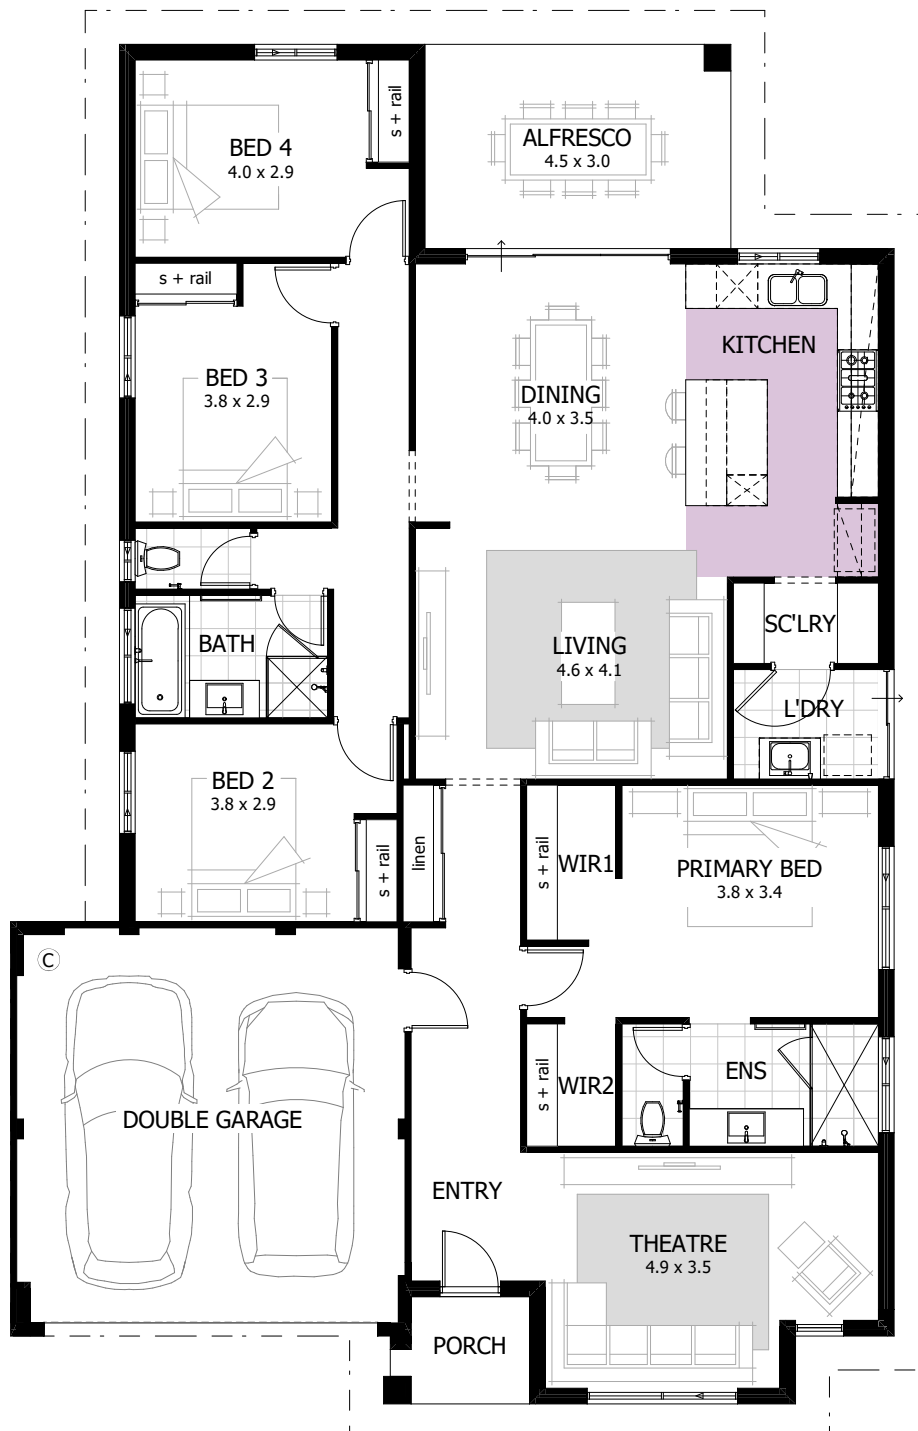 BED 4
4.0 x 2.9
s + rail
ALFRESCO
4.5 x 3.0
s + rail
BED 3
3.8 x 2.9
KITCHEN
DINING
4.0 x 3.5
BATH
LIVING
4.6 x 4.1
SC'LRY
L'DRY
BED 2
3.8 x 2.9
s + rail
linen
s + rail
WIR1
PRIMARY BED
3.8 x 3.4
C
DOUBLE GARAGE
s + rail
WIR2
ENS
ENTRY
THEATRE
4.9 x 3.5
PORCH